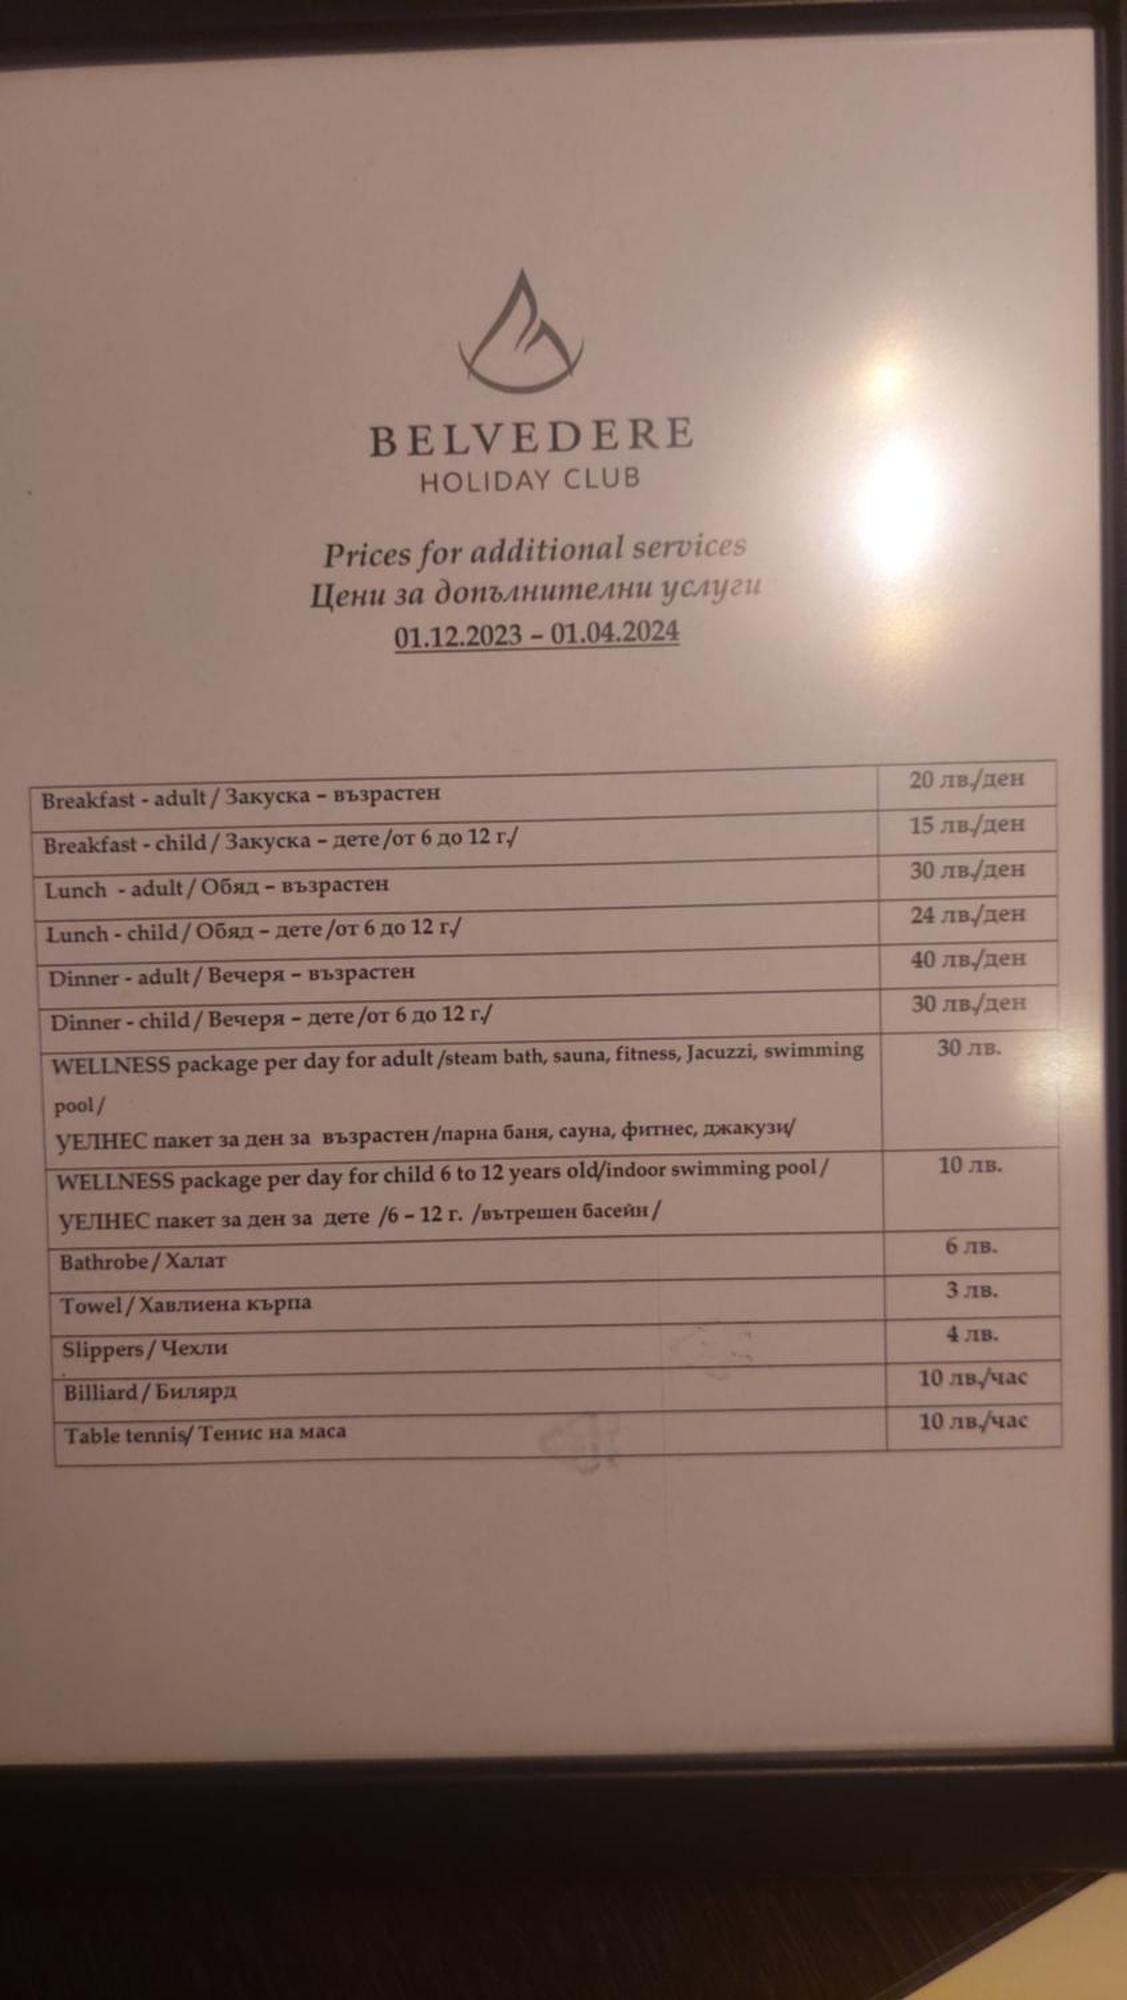 BELVEDERE
HOLIDAY CLUB
Prices for additional services
Цени за допълнителни услуги
01.12.2023 – 01.04.2024
Breakfast - adult / Закуска – възрастен 20 лв./ден
Breakfast - child / Закуска – дете /от 6 до 12 г./ 15 лв./ден
Lunch - adult / Обяд – възрастен 30 лв./ден
Lunch - child / Обяд – дете /от 6 до 12 г./ 24 лв./ден
Dinner - adult / Вечеря – възрастен 40 лв./ден
Dinner - child / Вечеря – дете /от 6 до 12 г./ 30 лв./ден
WELLNESS package per day for adult /steam bath, sauna, fitness, Jacuzzi, swimming 30 лв.
pool/
УЕЛНЕС пакет за ден за възрастен /парна баня, сауна, фитнес, джакузи/
WELLNESS package per day for child 6 to 12 years old/indoor swimming pool/ 10 лв.
УЕЛНЕС пакет за ден за дете /6 – 12 г. /вътрешен басейн/
Bathrobe / Халат 6 лв.
Towel / Хавлиена кърпа 3 лв.
Slippers / Чехли 4 лв.
Billiard / Билярд 10 лв./час
Table tennis/ Тенис на маса 10 лв./час